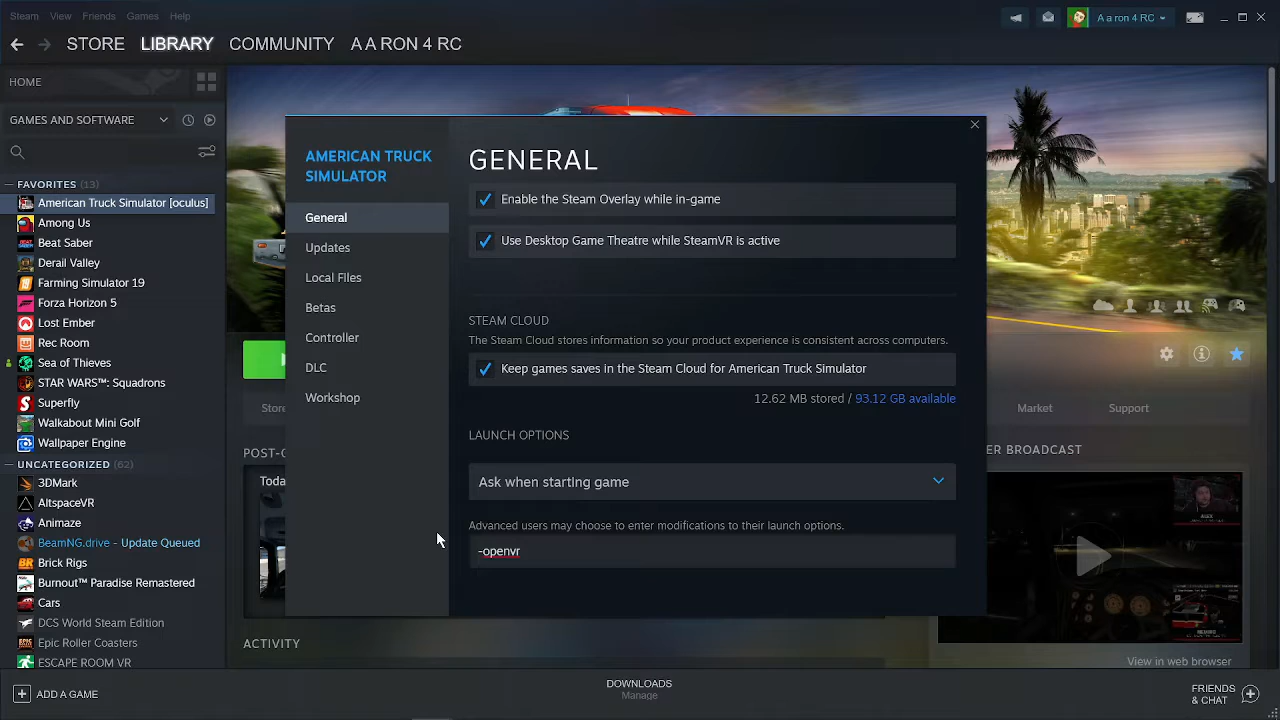 Steam View Friends Games Help
A a ron 4 RC
STORE LIBRARY COMMUNITY A A RON 4 RC
HOME
GAMES AND SOFTWARE
FAVORITES (13)
American Truck Simulator [oculus]
Among Us
Beat Saber
Derail Valley
Farming Simulator 19
Forza Horizon 5
Lost Ember
Rec Room
Sea of Thieves
STAR WARS™: Squadrons
Superfly
Walkabout Mini Golf
Wallpaper Engine
UNCATEGORIZED (62)
3DMark
AltspaceVR
Animaze
BeamNG.drive - Update Queued
Brick Rigs
Burnout™ Paradise Remastered
Cars
DCS World Steam Edition
Epic Roller Coasters
ESCAPE ROOM VR
AMERICAN TRUCK
SIMULATOR
General
Updates
Local Files
Betas
Controller
DLC
Workshop
GENERAL
Enable the Steam Overlay while in-game
Use Desktop Game Theatre while SteamVR is active
STEAM CLOUD
The Steam Cloud stores information so your product experience is consistent across computers.
Keep games saves in the Steam Cloud for American Truck Simulator
12.62 MB stored / 93.12 GB available
LAUNCH OPTIONS
Ask when starting game
Advanced users may choose to enter modifications to their launch options.
-openvr
Store
Market Support
POST-G
Toda
ER BROADCAST
View in web browser
ACTIVITY
ADD A GAME
DOWNLOADS
Manage
FRIENDS
& CHAT